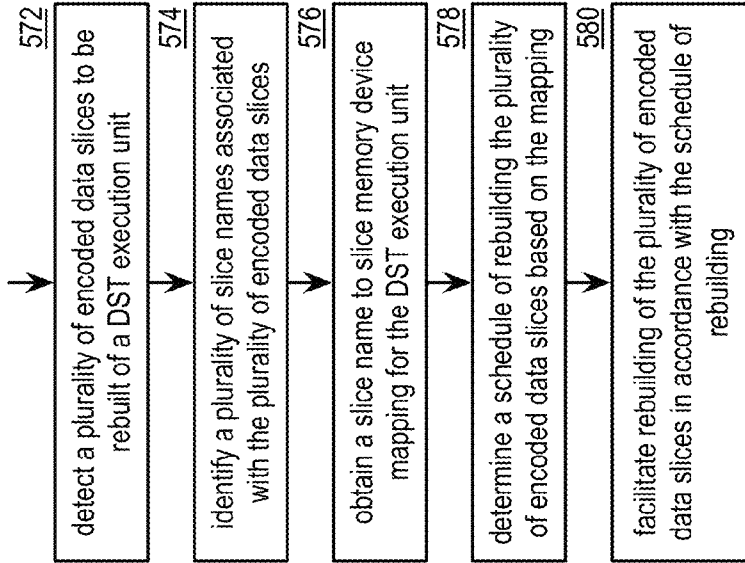 572
detect a plurality of encoded data slices to be
rebuilt of a DST execution unit
574
identify a plurality of slice names associated
with the plurality of encoded data slices
576
obtain a slice name to slice memory device
mapping for the DST execution unit
578
determine a schedule of rebuilding the plurality
of encoded data slices based on the mapping
580
facilitate rebuilding of the plurality of encoded
data slices in accordance with the schedule of
rebuilding